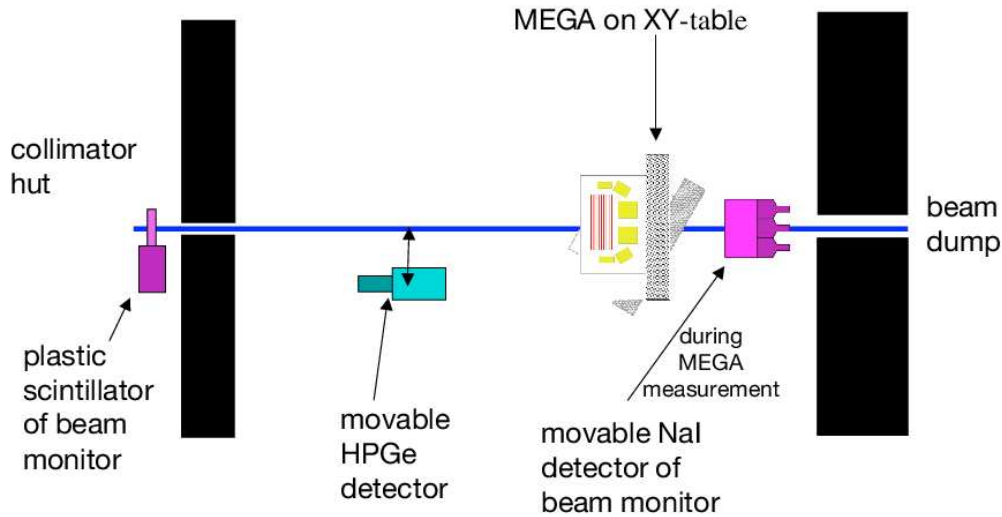 MEGA on XY-table
collimator
hut
beam
dump
plastic
scintillator
of beam
monitor
movable
HPGe
detector
during
MEGA
measurement
movable NaI
detector of
beam monitor